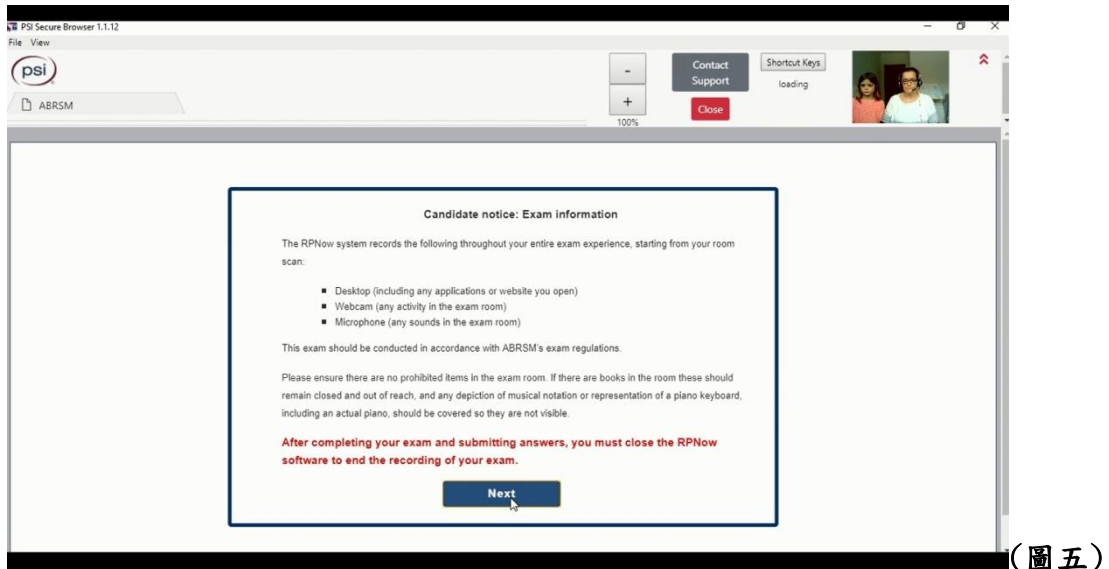 PSI Secure Browser 1.1.12
File View
psi
ABRSM
-
+
100%
Contact
Support
Close
Shortcut Keys
loading
Candidate notice: Exam information
The RPNow system records the following throughout your entire exam experience, starting from your room
scan:
Desktop (including any applications or website you open)
Webcam (any activity in the exam room)
Microphone (any sounds in the exam room)
This exam should be conducted in accordance with ABRSM's exam regulations.
Please ensure there are no prohibited items in the exam room. If there are books in the room these should
remain closed and out of reach, and any depiction of musical notation or representation of a piano keyboard,
including an actual piano, should be covered so they are not visible.
After completing your exam and submitting answers, you must close the RPNow
software to end the recording of your exam.
Next
(圖五)